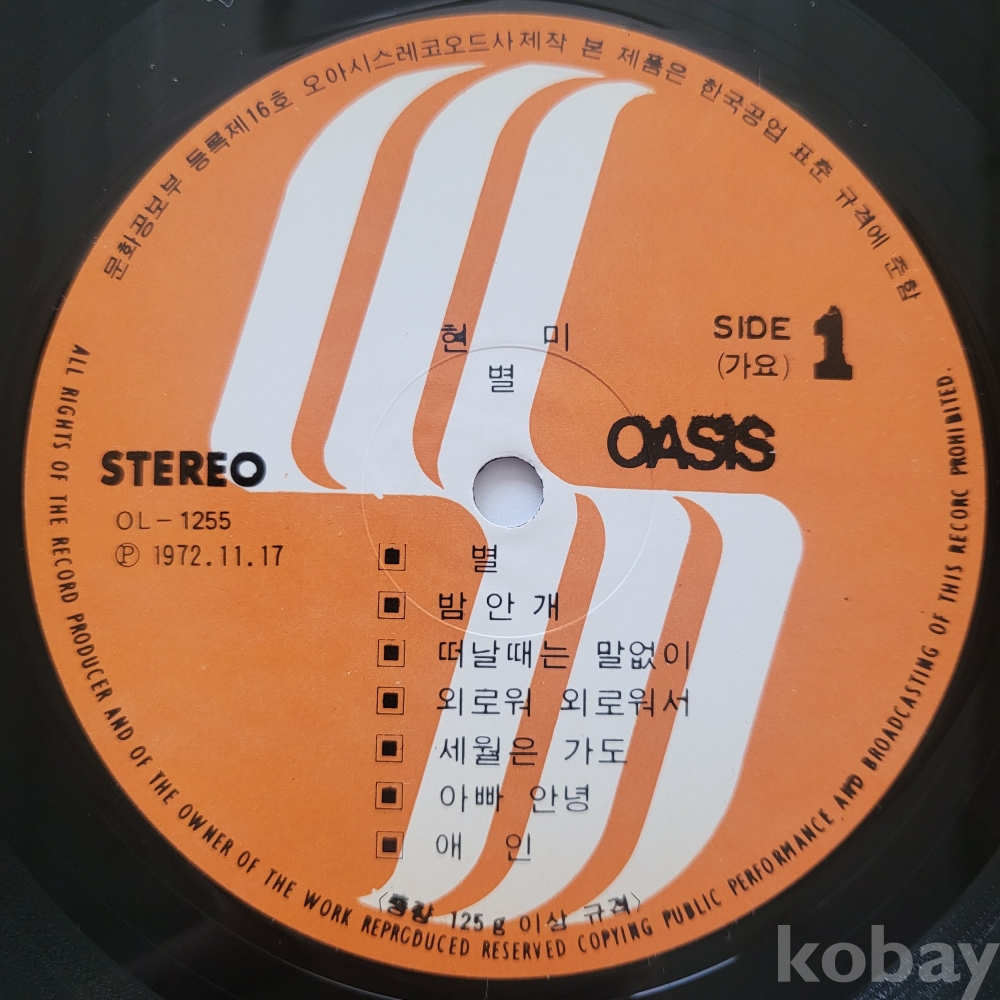 문화공보부 등록제16호 오아시스레코오드사제작 본 제품은 한국공업 표준 규격에 준함
현 미
별
SIDE 1
(가요)
OASIS
STEREO
OL-1255
Ⓟ 1972.11.17
별
밤 안 개
떠날때는 말없이
외로워 외로워서
세월은 가도
아빠 안녕
애 인
〈중량 125g 이상 규격〉
ALL RIGHTS OF THE RECORD PRODUCER AND OF THE OWNER OF THE WORK REPRODUCED RESERVED COPYING PUBLIC PERFORMANCE AND BROADCASTING OF THIS RECORD PROHIBITED.
kobay